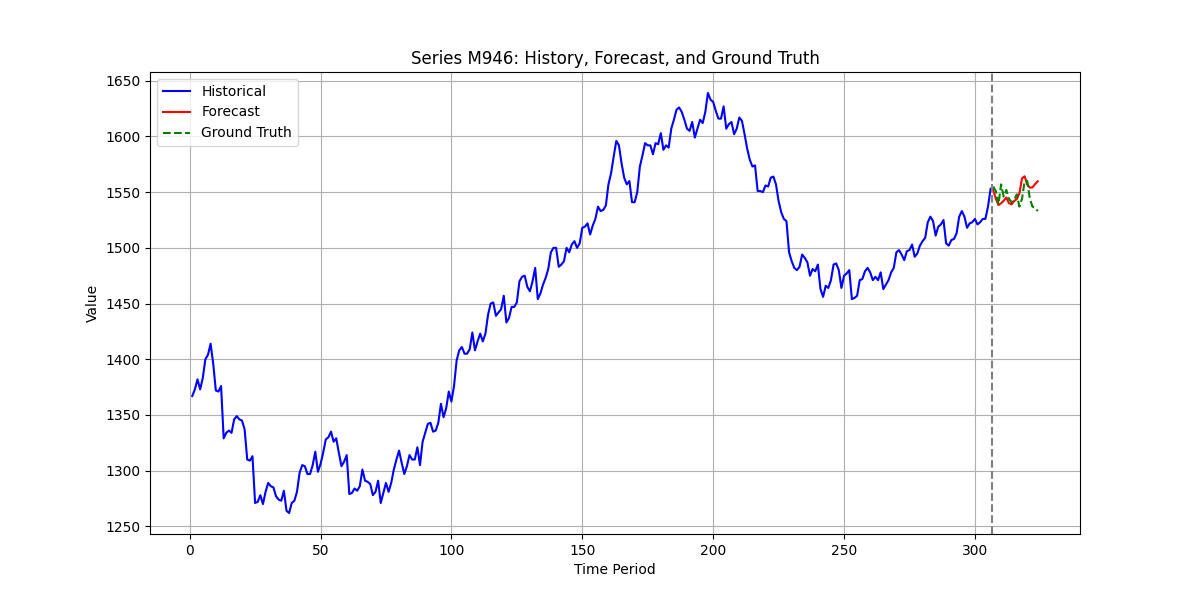 Series M946: History, Forecast, and Ground Truth
Historical
Forecast
Ground Truth
Value
1650
1600
1550
1500
1450
1400
1350
1300
1250
0 50 100 150 200 250 300
Time Period